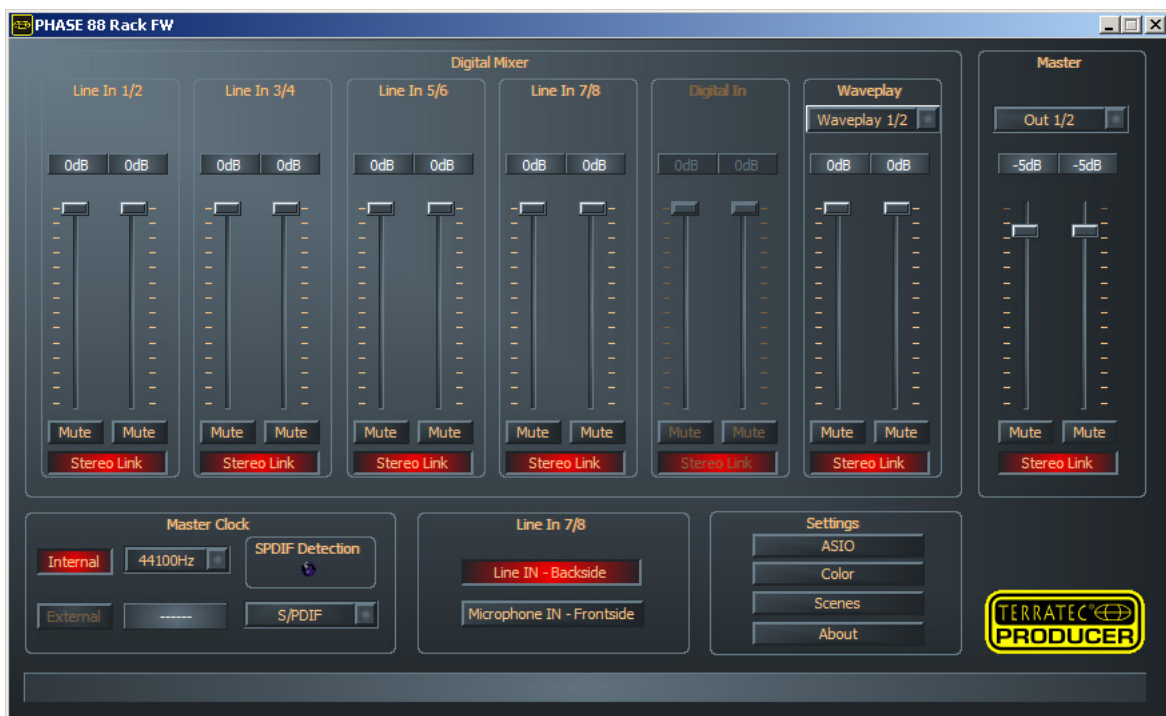 PHASE 88 Rack FW
Digital Mixer
Master
Line In 1/2
Line In 3/4
Line In 5/6
Line In 7/8
Digital In
Waveplay
Waveplay 1/2
Out 1/2
0dB 0dB
0dB 0dB
0dB 0dB
0dB 0dB
0dB 0dB
0dB 0dB
-5dB -5dB
Mute Mute
Mute Mute
Mute Mute
Mute Mute
Mute Mute
Mute Mute
Mute Mute
Stereo Link
Stereo Link
Stereo Link
Stereo Link
Stereo Link
Stereo Link
Stereo Link
Master Clock
Internal
44100Hz
SPDIF Detection
External
------
S/PDIF
Line In 7/8
Line IN - Backside
Microphone IN - Frontside
Settings
ASIO
Color
Scenes
About
TERRATEC®
PRODUCER